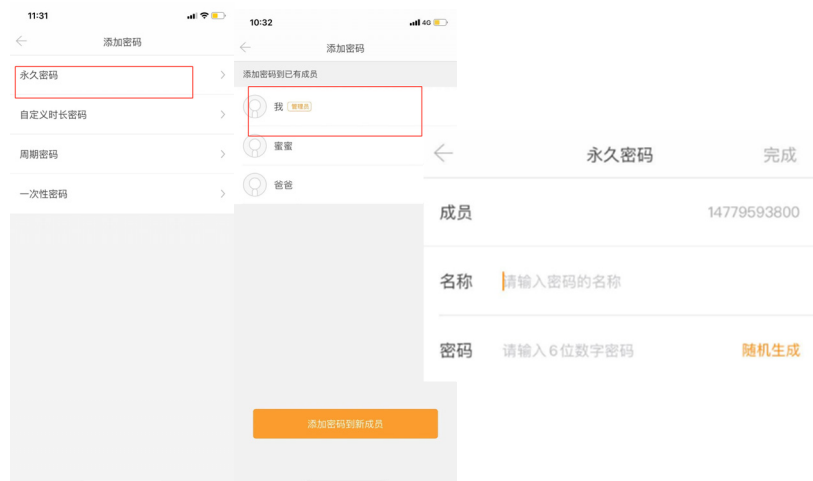 11:31
添加密码
永久密码
自定义时长密码
周期密码
一次性密码
10:32
4G
添加密码
添加密码到已有成员
我 管理员
蜜蜜
爸爸
添加密码到新成员
永久密码 完成
成员 14779593800
名称 请输入密码的名称
密码 请输入6位数字密码 随机生成